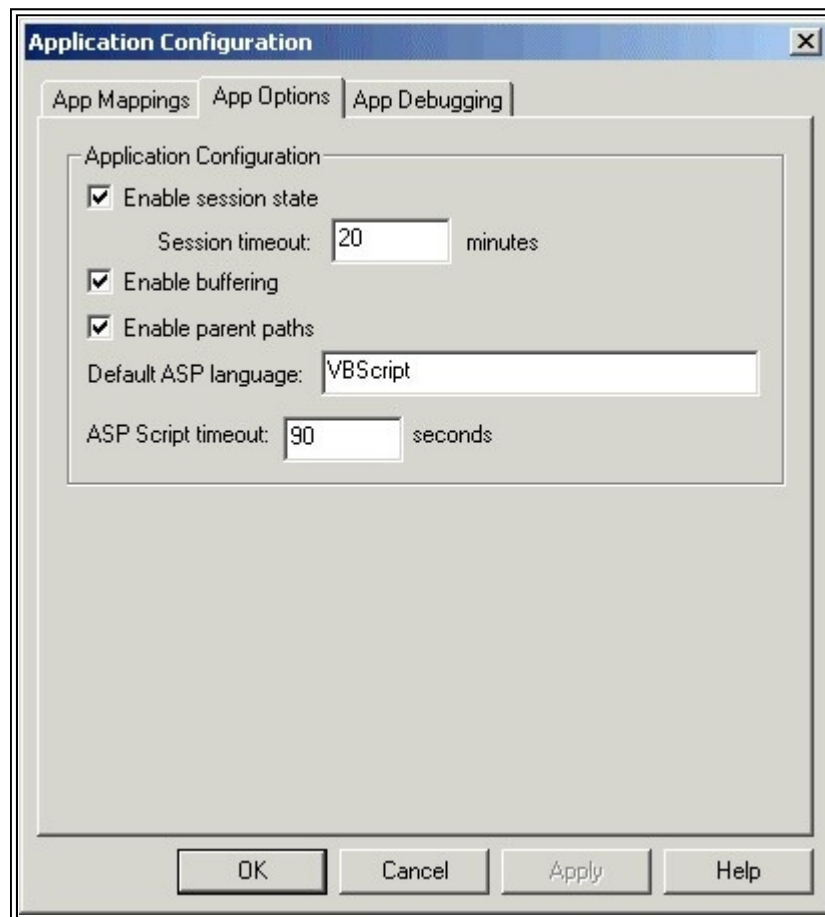 Application Configuration
App Mappings App Options App Debugging
Application Configuration
Enable session state
Session timeout: 20 minutes
Enable buffering
Enable parent paths
Default ASP language: VBScript
ASP Script timeout: 90 seconds
OK Cancel Apply Help